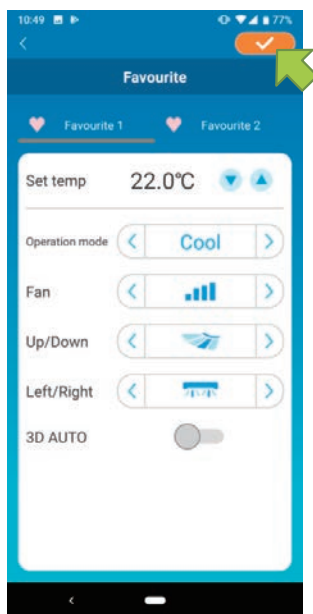 10:49 77%
Favourite
Favourite 1 Favourite 2
Set temp 22.0°C
Operation mode Cool
Fan
Up/Down
Left/Right
3D AUTO